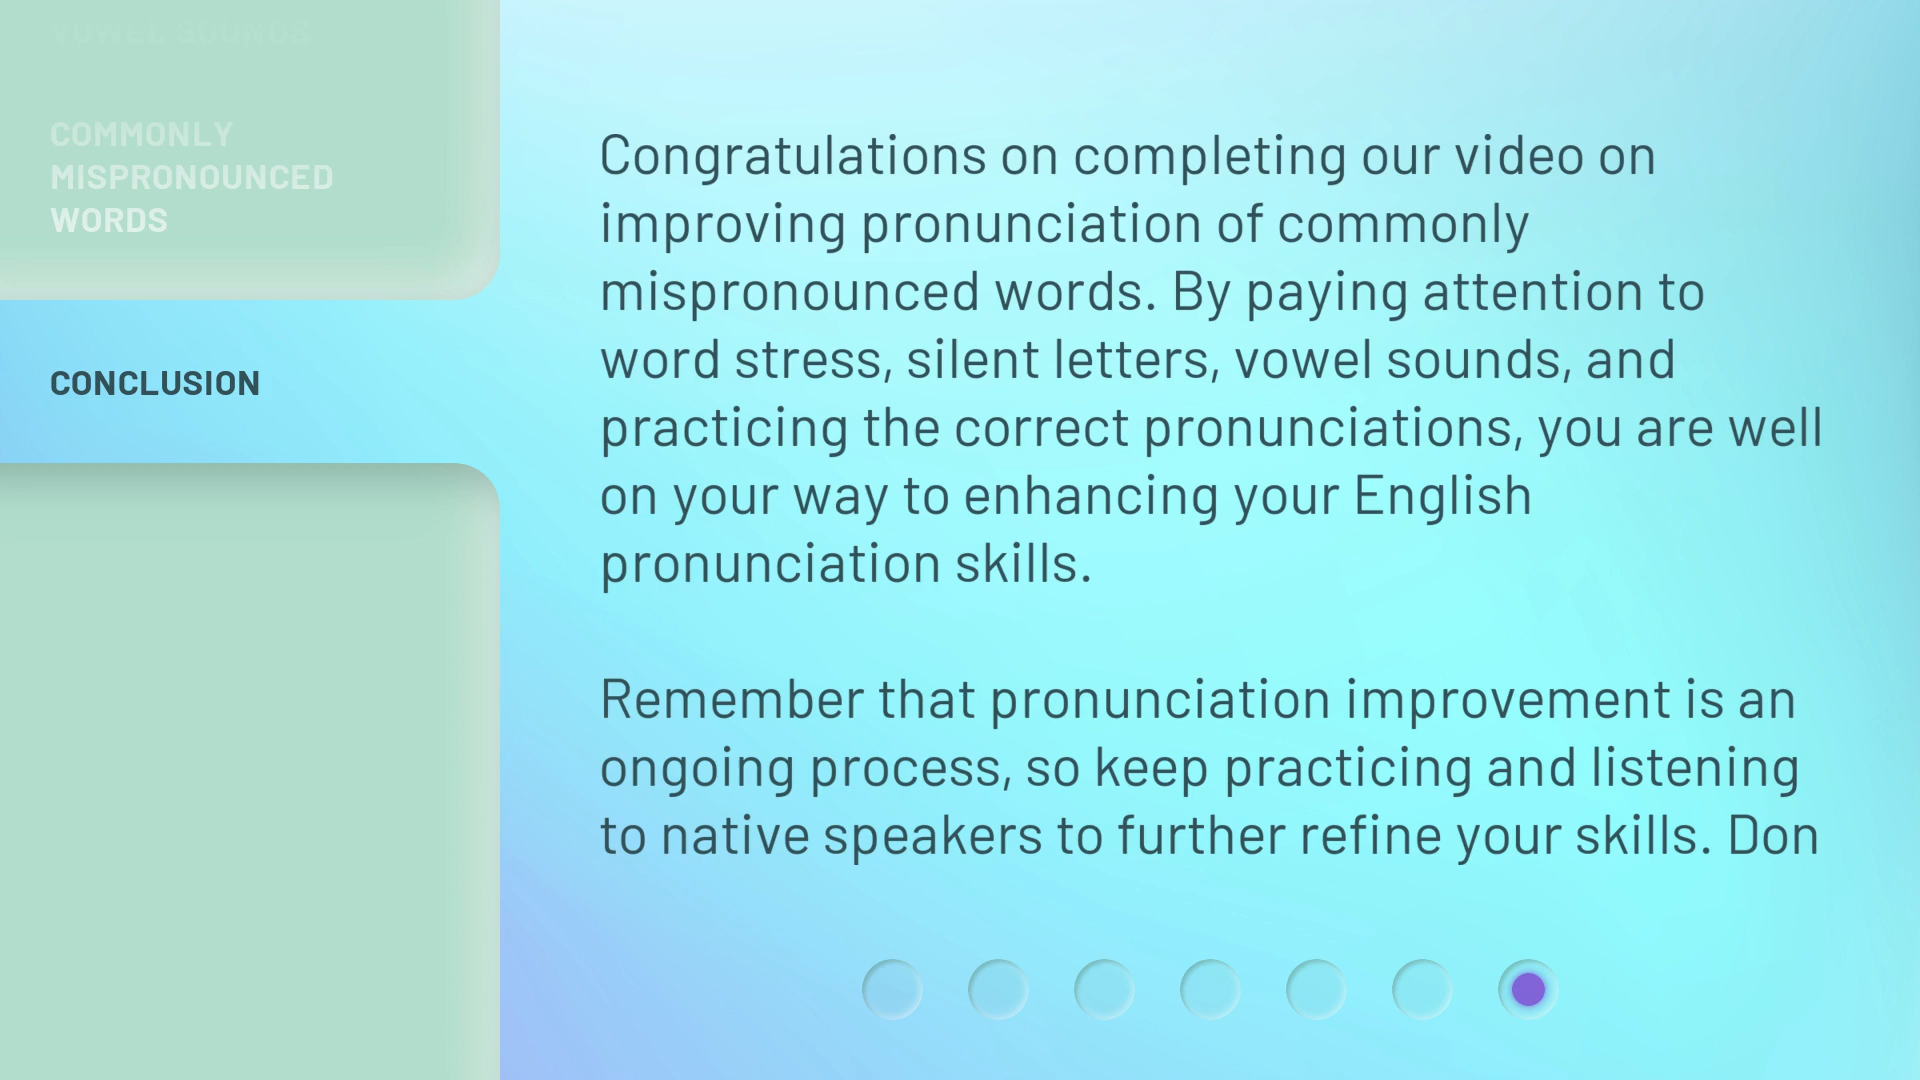 VOWEL SOUNDS
COMMONLY
MISPRONOUNCED
WORDS
CONCLUSION
Congratulations on completing our video on
improving pronunciation of commonly
mispronounced words. By paying attention to
word stress, silent letters, vowel sounds, and
practicing the correct pronunciations, you are well
on your way to enhancing your English
pronunciation skills.
Remember that pronunciation improvement is an
ongoing process, so keep practicing and listening
to native speakers to further refine your skills. Don